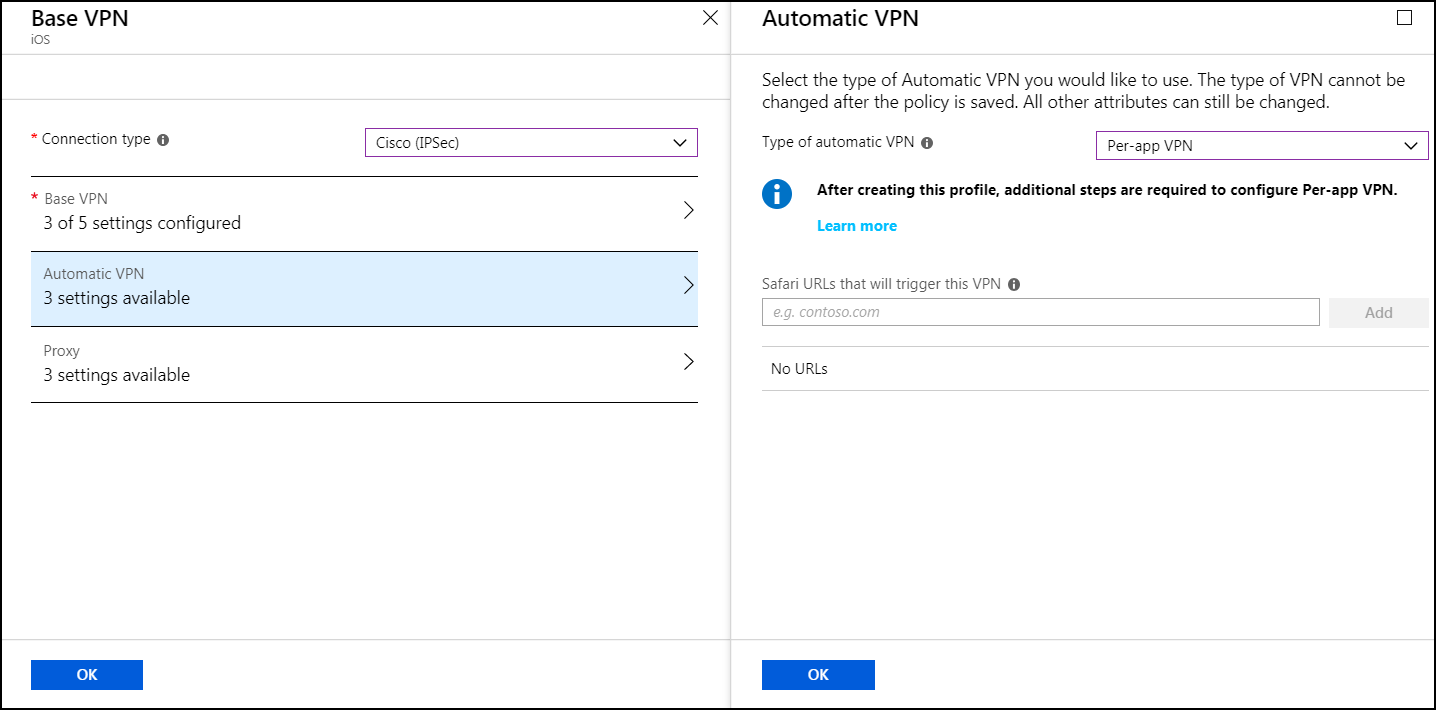 Base VPN
iOS
* Connection type
Cisco (IPSec)
* Base VPN
3 of 5 settings configured
Automatic VPN
3 settings available
Proxy
3 settings available
OK
Automatic VPN
Select the type of Automatic VPN you would like to use. The type of VPN cannot be
changed after the policy is saved. All other attributes can still be changed.
Type of automatic VPN
Per-app VPN
After creating this profile, additional steps are required to configure Per-app VPN.
Learn more
Safari URLs that will trigger this VPN
e.g. contoso.com
Add
No URLs
OK